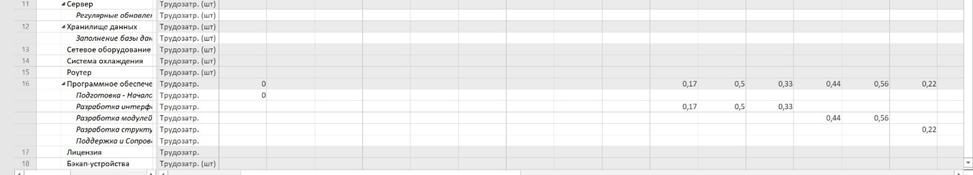 11 Сервер Трудозатр. (шт)
Регулярные обновлен Трудозатр. (шт)
12 Хранилище данных Трудозатр. (шт)
Заполнение базы дан Трудозатр. (шт)
13 Сетевое оборудование Трудозатр. (шт)
14 Система охлаждения Трудозатр. (шт)
15 Роутер Трудозатр. (шт)
16 Программное обеспече Трудозатр. 0 0,17 0,5 0,33 0,44 0,56 0,22
Подготовка - Начало Трудозатр. 0
Разработка интерф Трудозатр. 0,17 0,5 0,33
Разработка модулей Трудозатр. 0,44 0,56
Разработка структу Трудозатр. 0,22
Поддержка и Сопров Трудозатр.
17 Лицензия Трудозатр.
18 Бэкап-устройства Трудозатр. (шт)